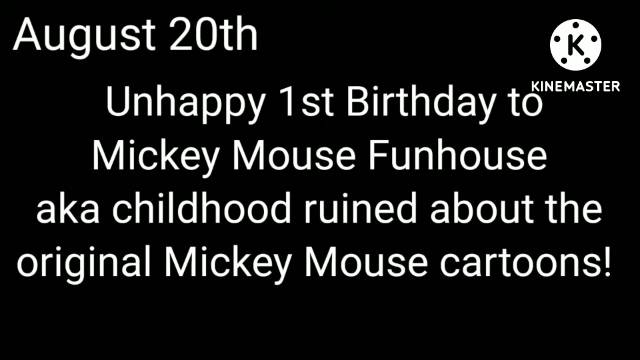 August 20th
KINEMASTER
Unhappy 1st Birthday to
Mickey Mouse Funhouse
aka childhood ruined about the
original Mickey Mouse cartoons!